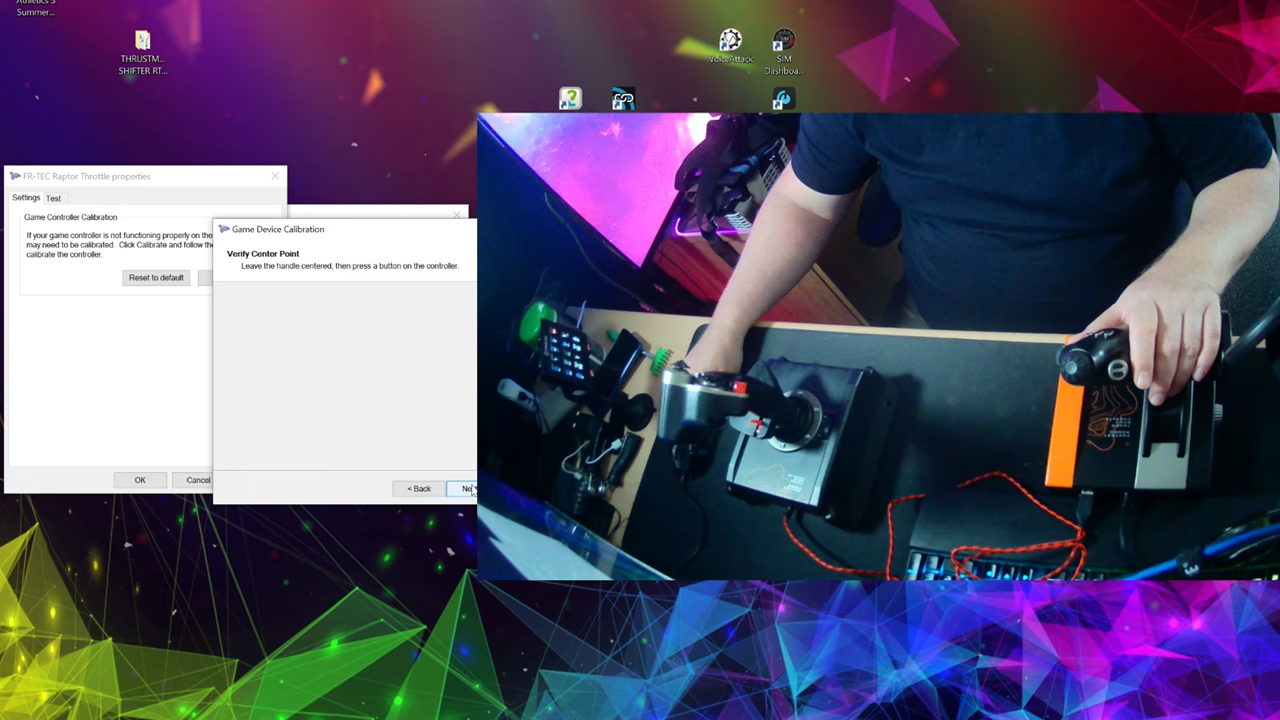 Summer...
THRUSTM...
SHIFTER RT...
VoiceAttack
SIM
Dashboa...
FR-TEC Raptor Throttle properties
Settings
Test
Game Controller Calibration
If your game controller is not functioning properly on the
may need to be calibrated. Click Calibrate and follow the
calibrate the controller.
Reset to default
OK
Cancel
Game Device Calibration
Verify Center Point
Leave the handle centered, then press a button on the controller.
< Back